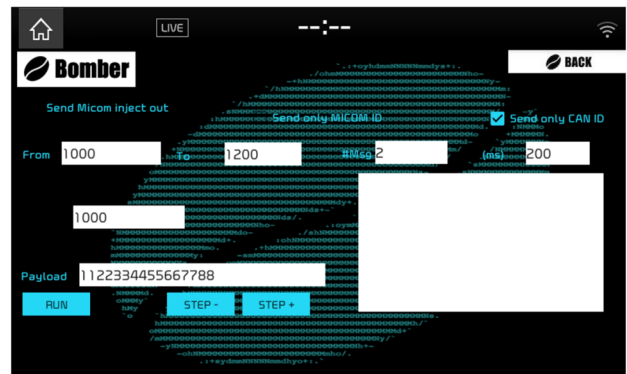 LIVE
--:--
Bomber
BACK
Send Micom inject out
Send only MICOM ID
Send only CAN ID
From 1000 To 1200 #Msg 2 (ms) 200
1000
Payload 1122334455667788
RUN STEP - STEP +